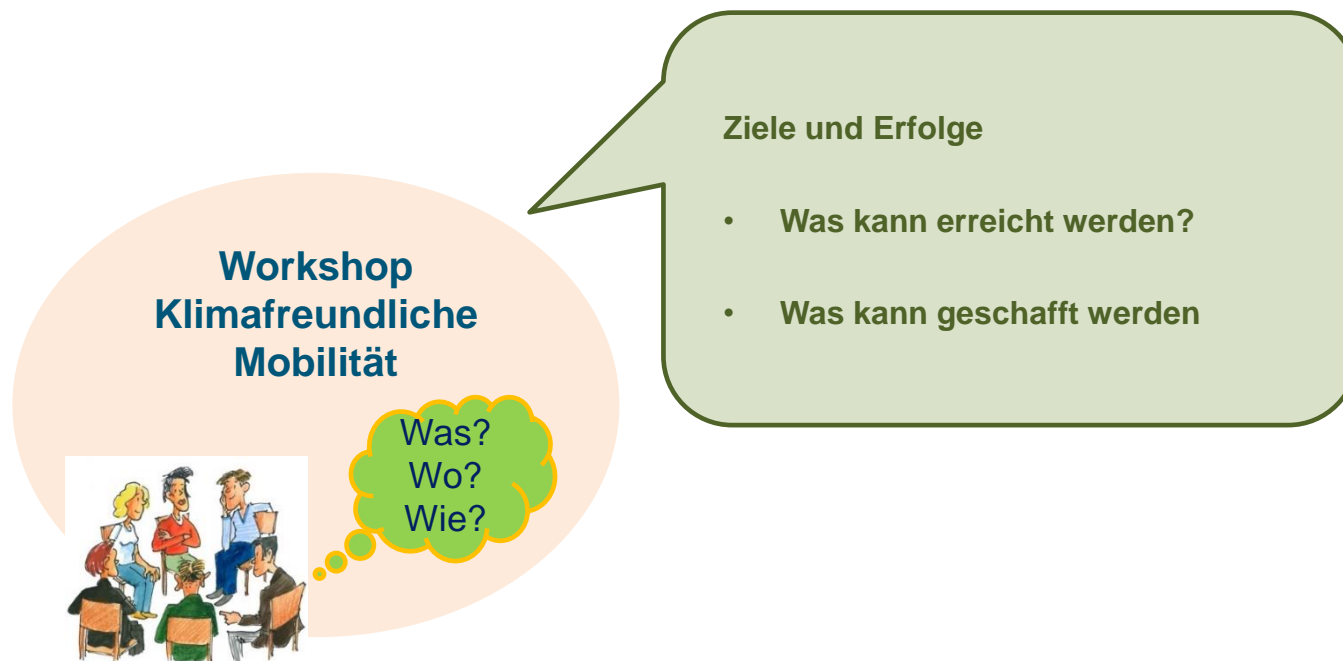 Workshop
Klimafreundliche
Mobilität
Was?
Wo?
Wie?
Ziele und Erfolge
• Was kann erreicht werden?
• Was kann geschafft werden